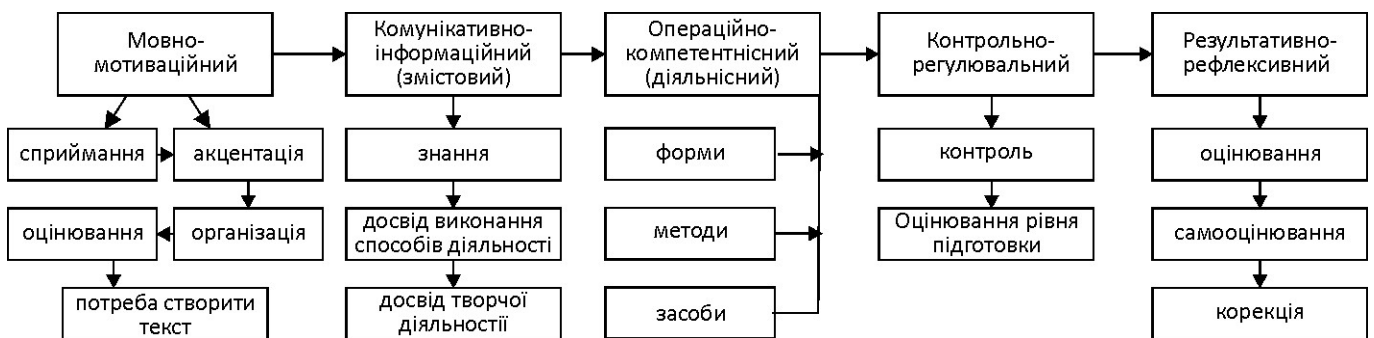 Мовно-
мотиваційний
Комунікативно-
інформаційний
(змістовий)
Операційно-
компетентнісний
(діяльнісний)
Контрольно-
регулювальний
Результативно-
рефлексивний
сприймання
акцентація
знання
форми
контроль
оцінювання
оцінювання
організація
досвід виконання
способів діяльності
методи
Оцінювання рівня
підготовки
самооцінювання
потреба створити
текст
досвід творчої
діяльностії
засоби
корекція